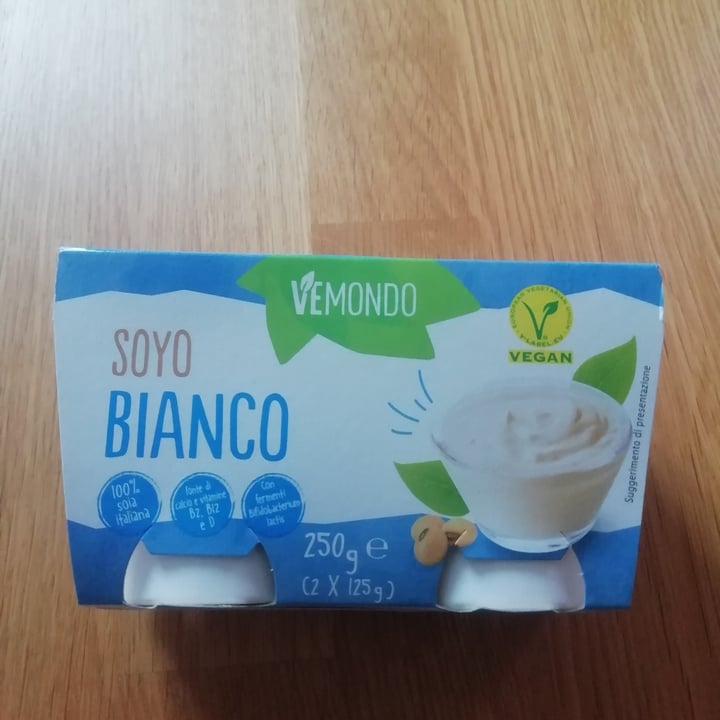 VEMONDO
EUROPEAN VEGETARIAN UNION
V-LABEL.EU
VEGAN
SOYO
BIANCO
100%
soia
italiana
fonte di
calcio e vitamine
B2, B12
e D
Con
fermenti
Bifidobacterium
lactis
250g e
(2 X 125g)
Suggerimento di presentazione